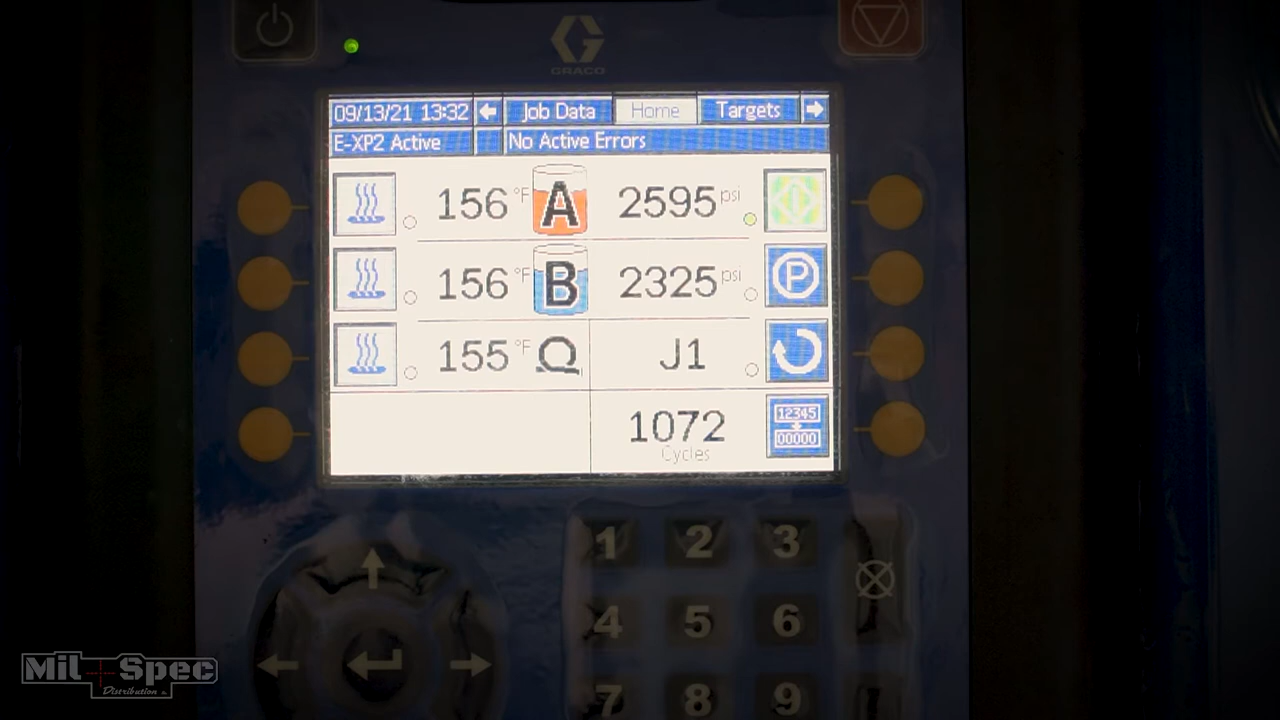 GRACO
09/13/21 13:32 Job Data Home Targets
E-XP2 Active No Active Errors
156 °F A 2595 psi
156 °F B 2325 psi P
155 °F J1
1072
Cycles
12345
00000
1 2 3
4 5 6
7 8 9
Mil Spec
Distribution